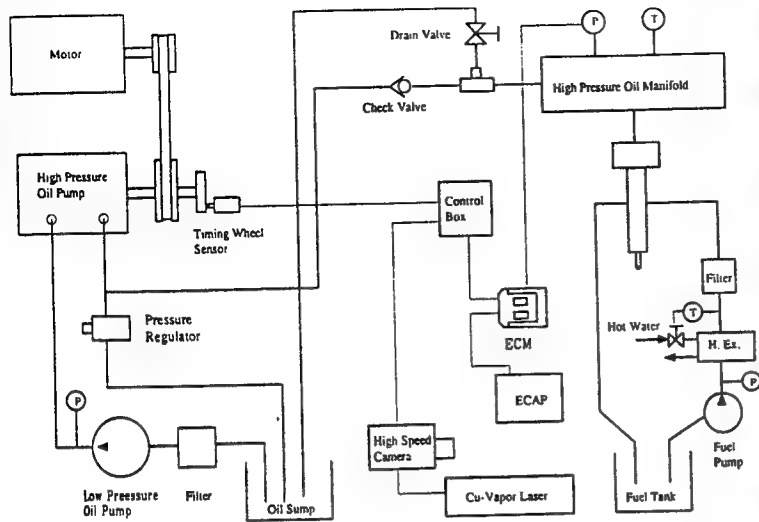 Drain Valve
P
T
Motor
High Pressure Oil Manifold
Check Valve
High Pressure
Oil Pump
Control
Box
Timing Wheel
Sensor
Filter
T
Hot Water
Pressure
Regulator
ECM
H. Ex.
P
ECAP
P
High Speed
Camera
Fuel
Pump
Low Pressure
Oil Pump
Filter
Oil Sump
Cu-Vapor Laser
Fuel Tank